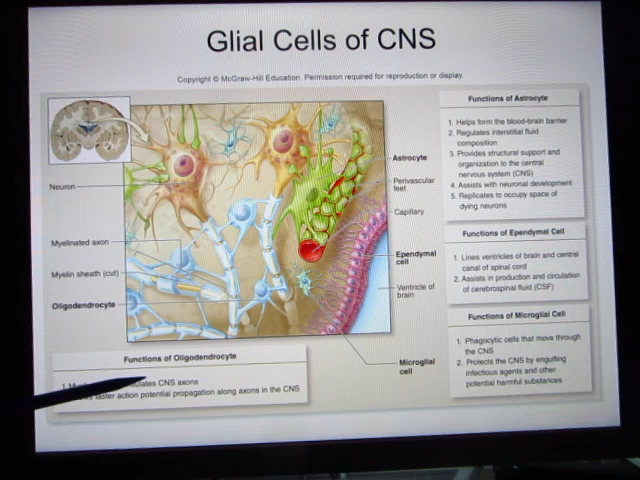 Glial Cells of CNS
Copyright © McGraw-Hill Education. Permission required for reproduction or display.
Neuron
Myelinated axon
Myelin sheath (cut)
Oligodendrocyte
Astrocyte
Perivascular
feet
Capillary
Ependymal
cell
Ventricle of
brain
Microglial
cell
Functions of Astrocyte
1. Helps form the blood-brain barrier
2. Regulates interstitial fluid
composition
3. Provides structural support and
organization to the central
nervous system (CNS)
4. Assists with neuronal development
5. Replicates to occupy space of
dying neurons
Functions of Ependymal Cell
1. Lines ventricles of brain and central
canal of spinal cord
2. Assists in production and circulation
of cerebrospinal fluid (CSF)
Functions of Microglial Cell
1. Phagocytic cells that move through
the CNS
2. Protects the CNS by engulfing
infectious agents and other
potential harmful substances
Functions of Oligodendrocyte
1. CNS axons
faster action potential propagation along axons in the CNS